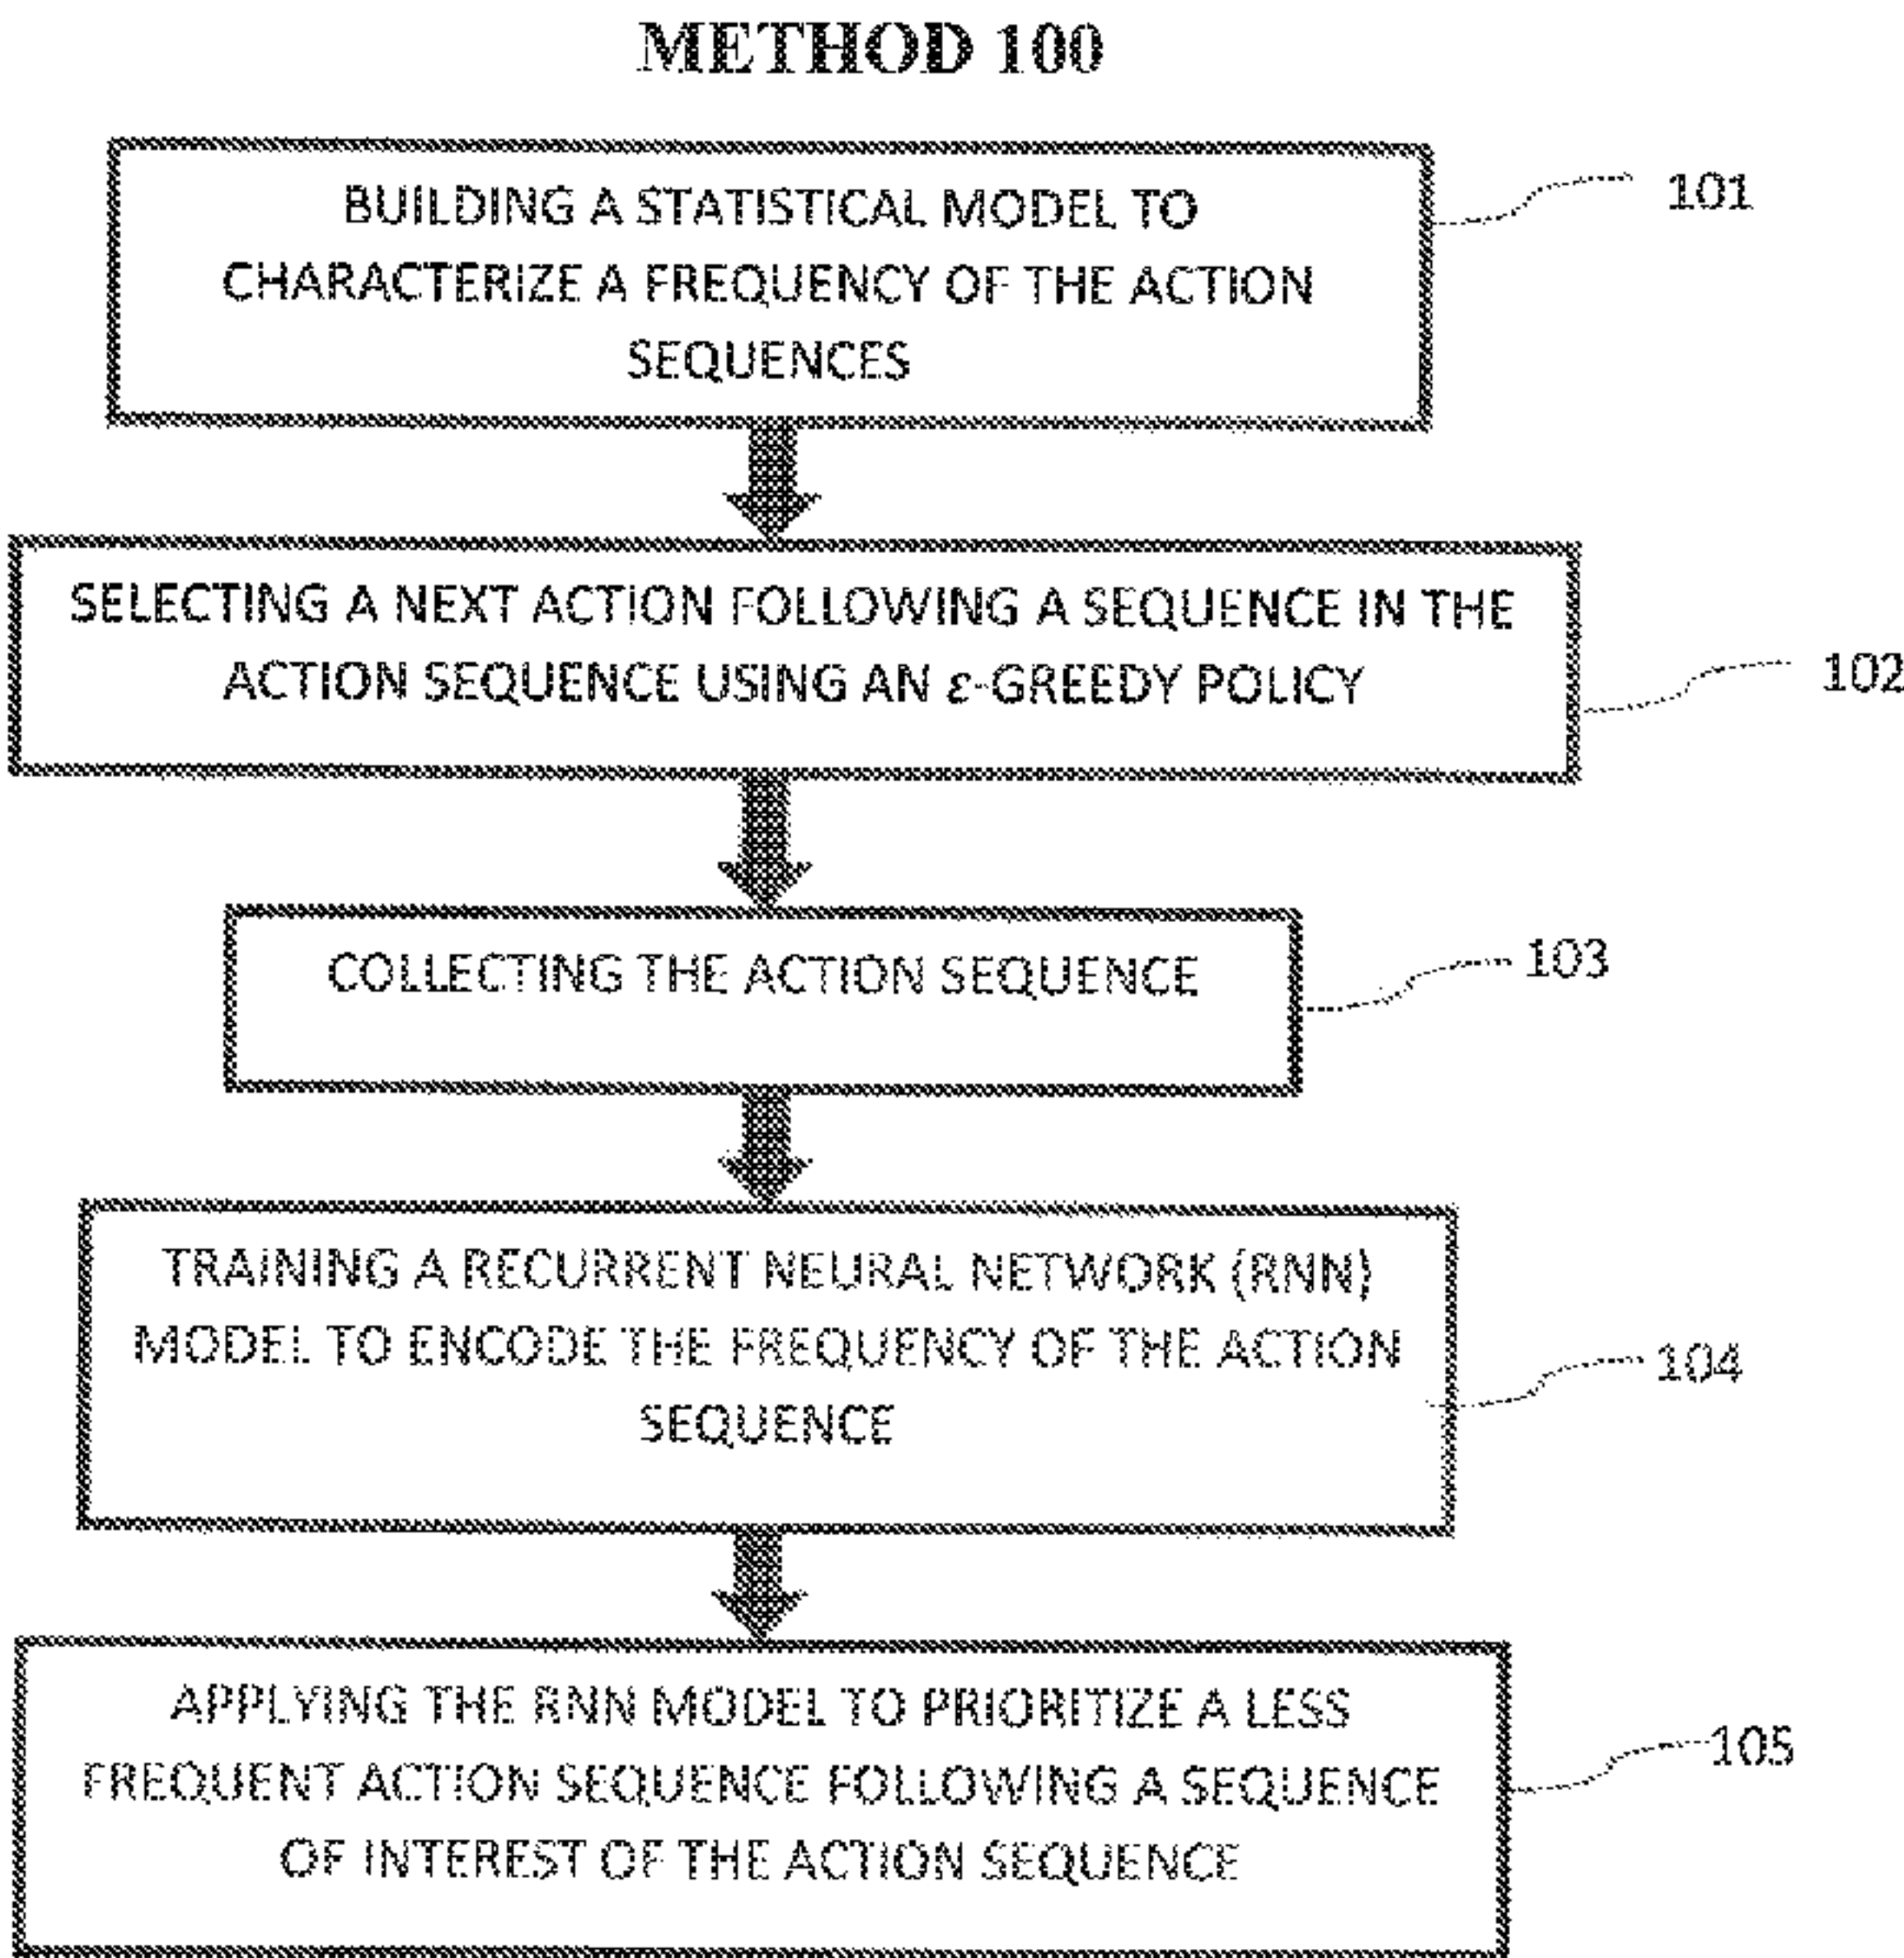 METHOD 100
BUILDING A STATISTICAL MODEL TO
CHARACTERIZE A FREQUENCY OF THE ACTION
SEQUENCES
101
SELECTING A NEXT ACTION FOLLOWING A SEQUENCE IN THE
ACTION SEQUENCE USING AN ε-GREEDY POLICY
102
COLLECTING THE ACTION SEQUENCE
103
TRAINING A RECURRENT NEURAL NETWORK (RNN)
MODEL TO ENCODE THE FREQUENCY OF THE ACTION
SEQUENCE
104
APPLYING THE RNN MODEL TO PRIORITIZE A LESS
FREQUENT ACTION SEQUENCE FOLLOWING A SEQUENCE
OF INTEREST OF THE ACTION SEQUENCE
105